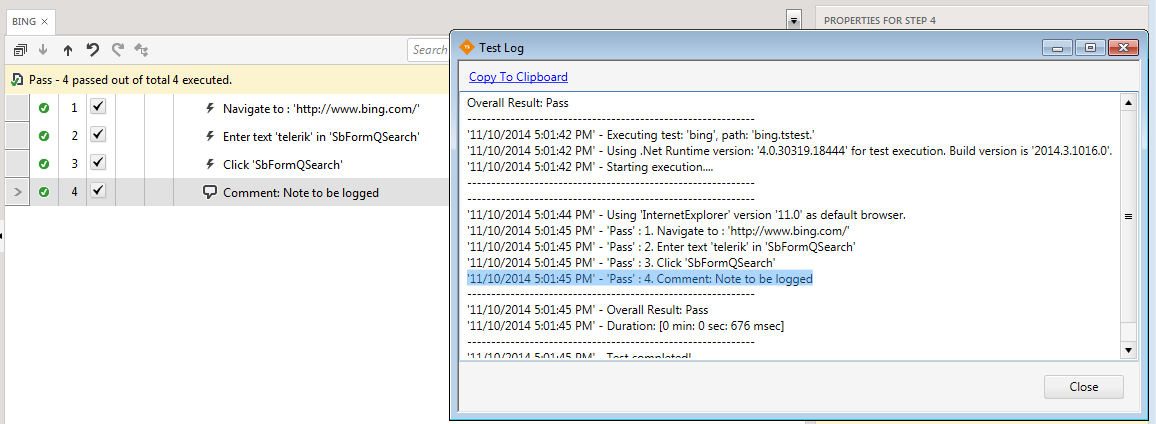 BING
PROPERTIES FOR STEP 4
Search
Pass - 4 passed out of total 4 executed.
1 Navigate to : 'http://www.bing.com/'
2 Enter text 'telerik' in 'SbFormQSearch'
3 Click 'SbFormQSearch'
4 Comment: Note to be logged
Test Log
Copy To Clipboard
Overall Result: Pass
------------------------------------------------------------
'11/10/2014 5:01:42 PM' - Executing test: 'bing', path: 'bing.tstest.'
'11/10/2014 5:01:42 PM' - Using .Net Runtime version: '4.0.30319.18444' for test execution. Build version is '2014.3.1016.0'.
'11/10/2014 5:01:42 PM' - Starting execution....
------------------------------------------------------------
------------------------------------------------------------
'11/10/2014 5:01:44 PM' - Using 'InternetExplorer' version '11.0' as default browser.
'11/10/2014 5:01:45 PM' - 'Pass' : 1. Navigate to : 'http://www.bing.com/'
'11/10/2014 5:01:45 PM' - 'Pass' : 2. Enter text 'telerik' in 'SbFormQSearch'
'11/10/2014 5:01:45 PM' - 'Pass' : 3. Click 'SbFormQSearch'
'11/10/2014 5:01:45 PM' - 'Pass' : 4. Comment: Note to be logged
------------------------------------------------------------
'11/10/2014 5:01:45 PM' - Overall Result: Pass
'11/10/2014 5:01:45 PM' - Duration: [0 min: 0 sec: 676 msec]
------------------------------------------------------------
'11/10/2014 5:01:45 PM' - Test completed!
Close